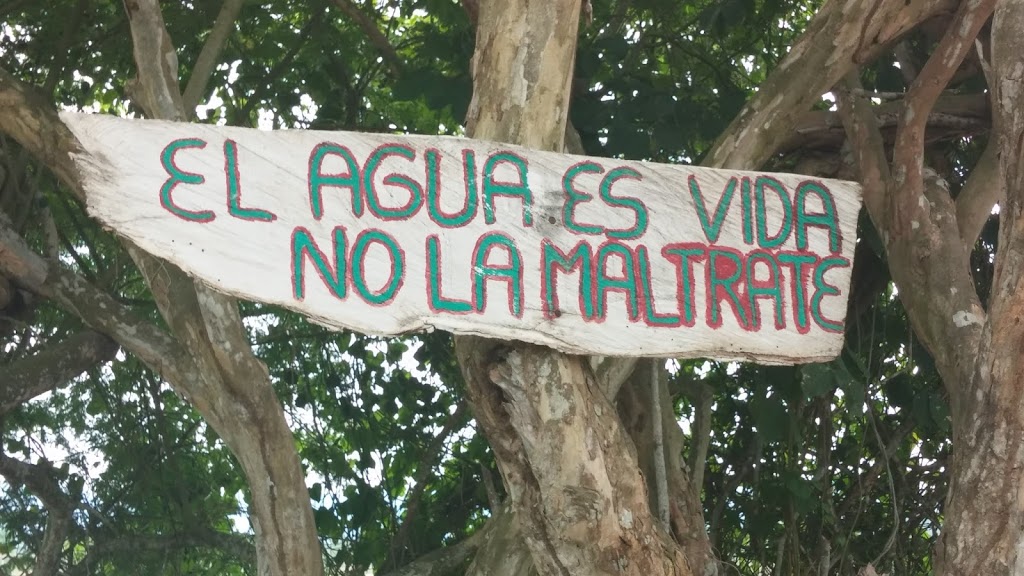 EL AGUA ES VIDA
NO LA MALTRATE